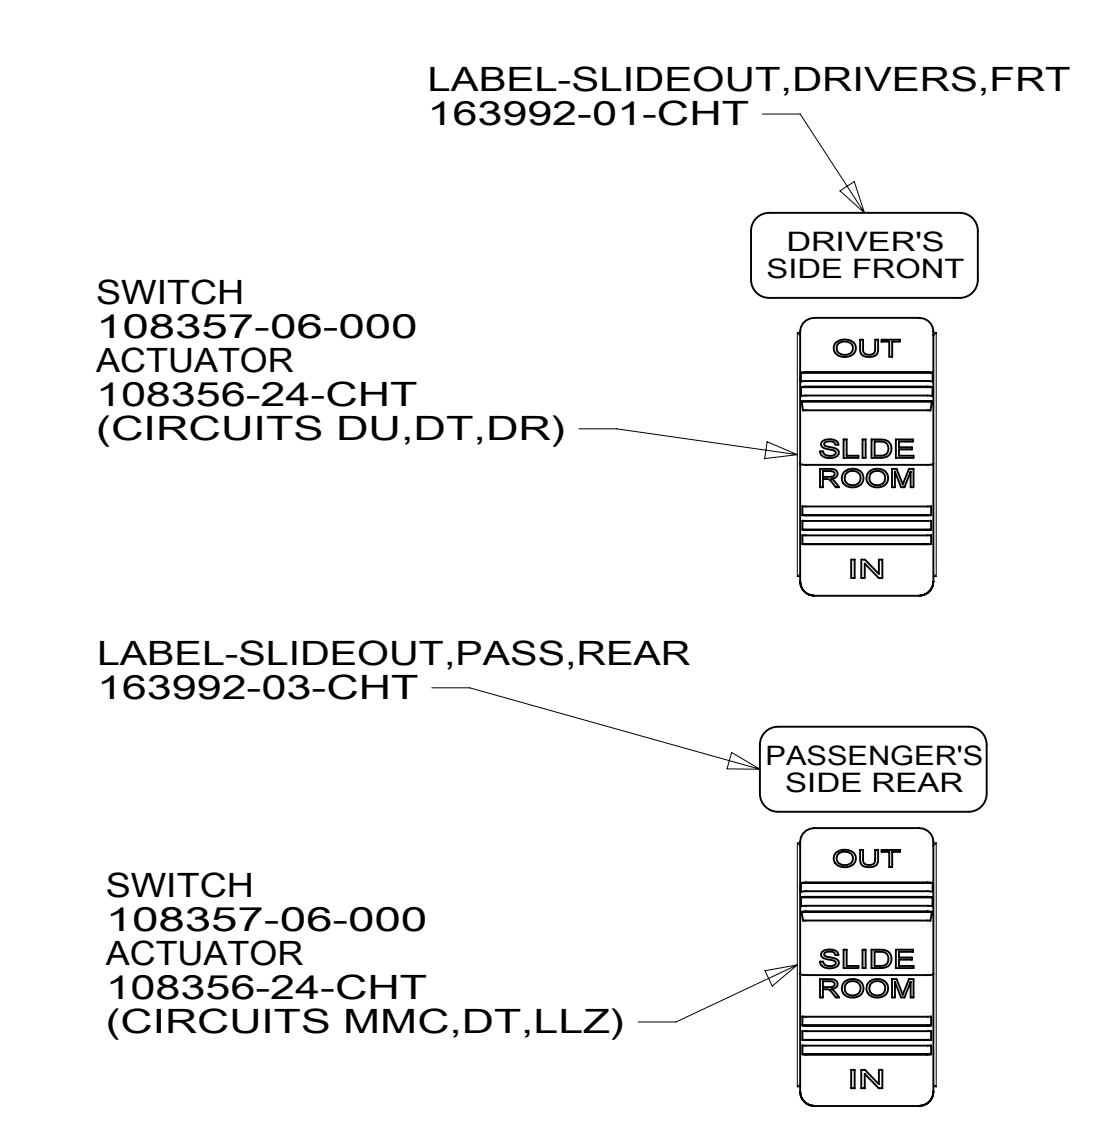 LABEL-SLIDEOUT,DRIVERS,FRT
163992-01-CHT
DRIVER'S
SIDE FRONT
SWITCH
108357-06-000
ACTUATOR
108356-24-CHT
(CIRCUITS DU,DT,DR)
OUT
SLIDE
ROOM
IN
LABEL-SLIDEOUT,PASS,REAR
163992-03-CHT
PASSENGER'S
SIDE REAR
SWITCH
108357-06-000
ACTUATOR
108356-24-CHT
(CIRCUITS MMC,DT,LLZ)
OUT
SLIDE
ROOM
IN